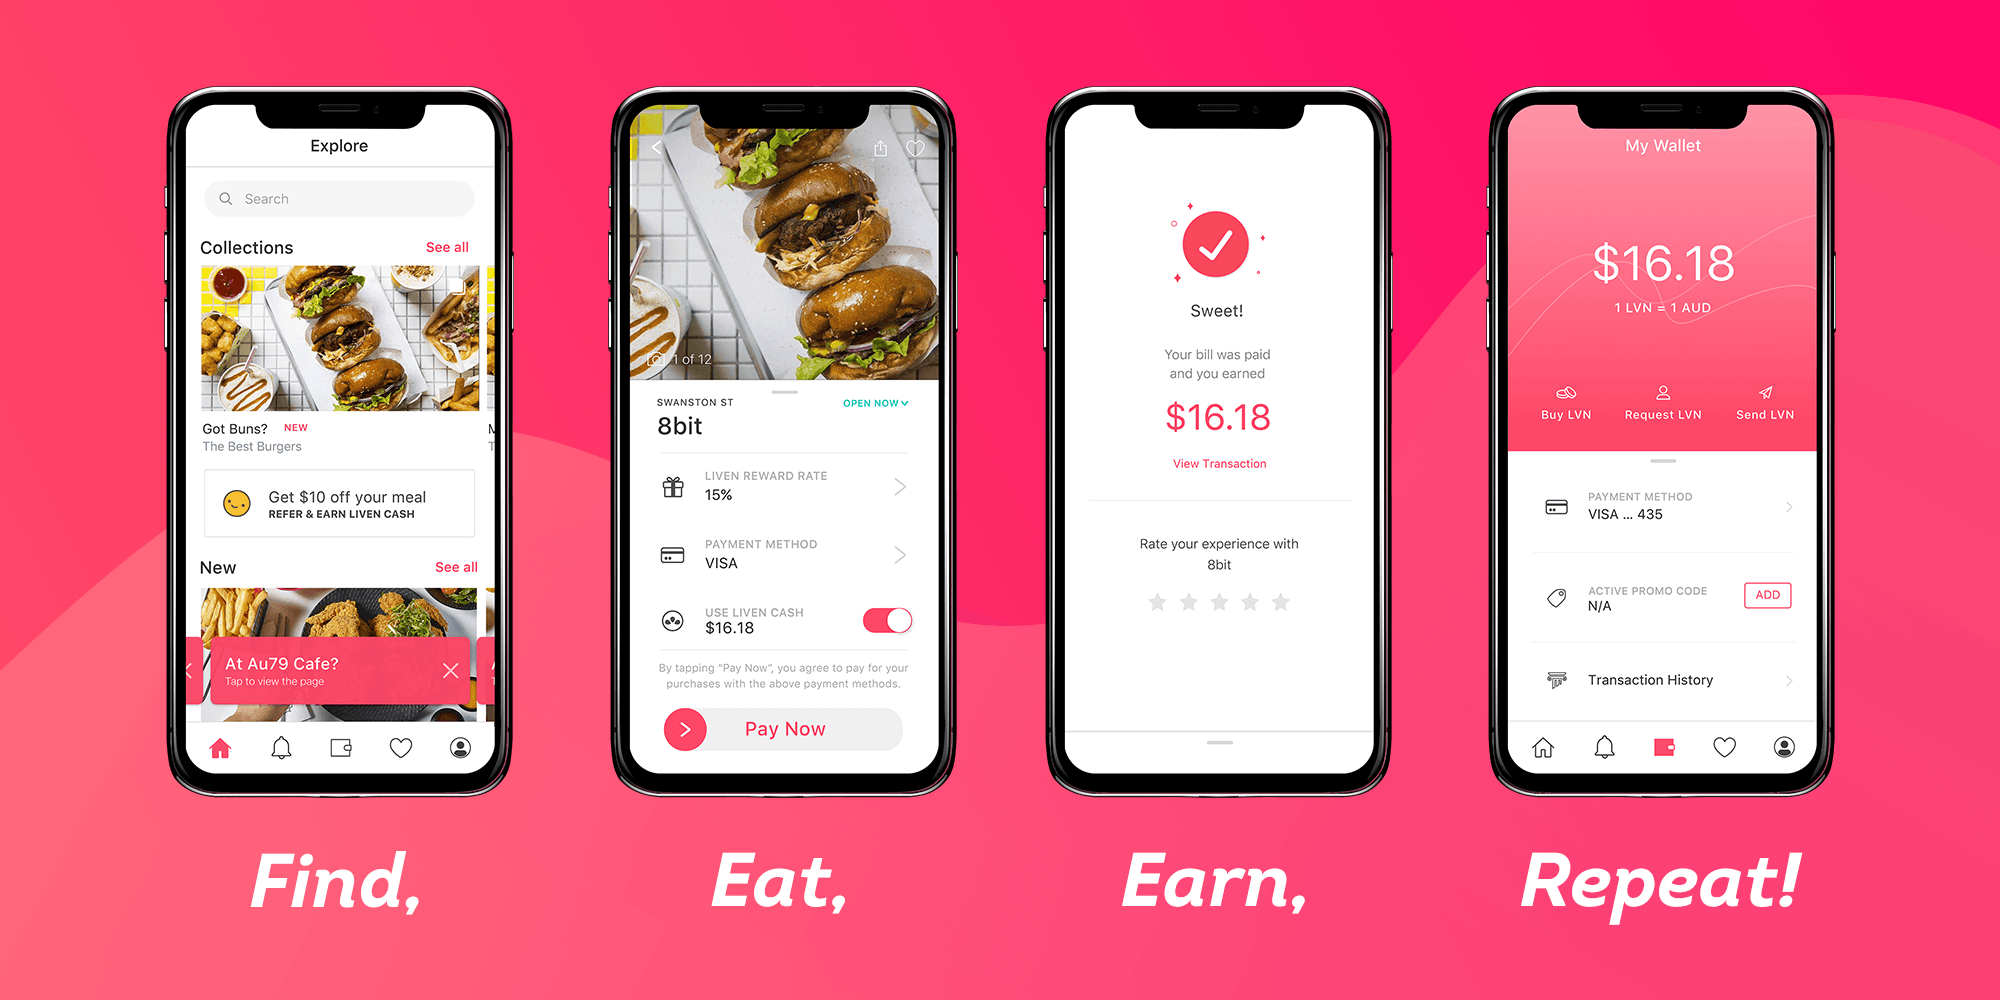 Explore
Search
Collections
See all
Got Buns? NEW
The Best Burgers
Get $10 off your meal
REFER & EARN LIVEN CASH
New
See all
At Au79 Cafe?
Tap to view the page
1 of 12
SWANSTON ST
OPEN NOW
8bit
LIVEN REWARD RATE
15%
PAYMENT METHOD
VISA
USE LIVEN CASH
$16.18
By tapping “Pay Now”, you agree to pay for your
purchases with the above payment methods.
Pay Now
Sweet!
Your bill was paid
and you earned
$16.18
View Transaction
Rate your experience with
8bit
My Wallet
$16.18
1 LVN = 1 AUD
Buy LVN
Request LVN
Send LVN
PAYMENT METHOD
VISA ... 435
ACTIVE PROMO CODE
N/A
ADD
Transaction History
Find,
Eat,
Earn,
Repeat!